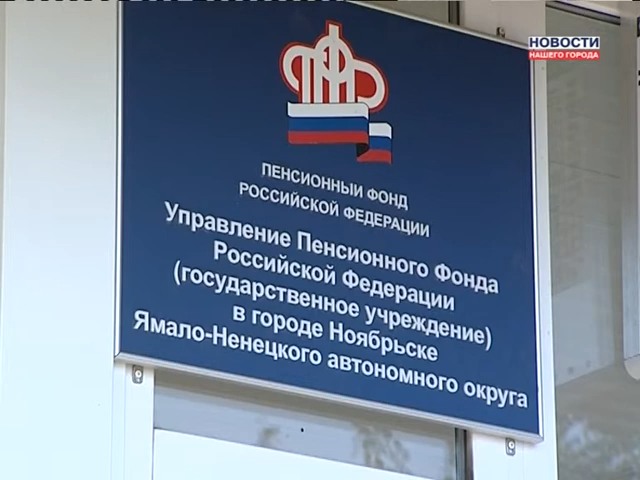 НОВОСТИ
НАШЕГО ГОРОДА
ПЕНСИОННЫЙ ФОНД
РОССИЙСКОЙ ФЕДЕРАЦИИ
Управление Пенсионного Фонда
Российской Федерации
(государственное учреждение)
в городе Ноябрьске
Ямало-Ненецкого автономного округа